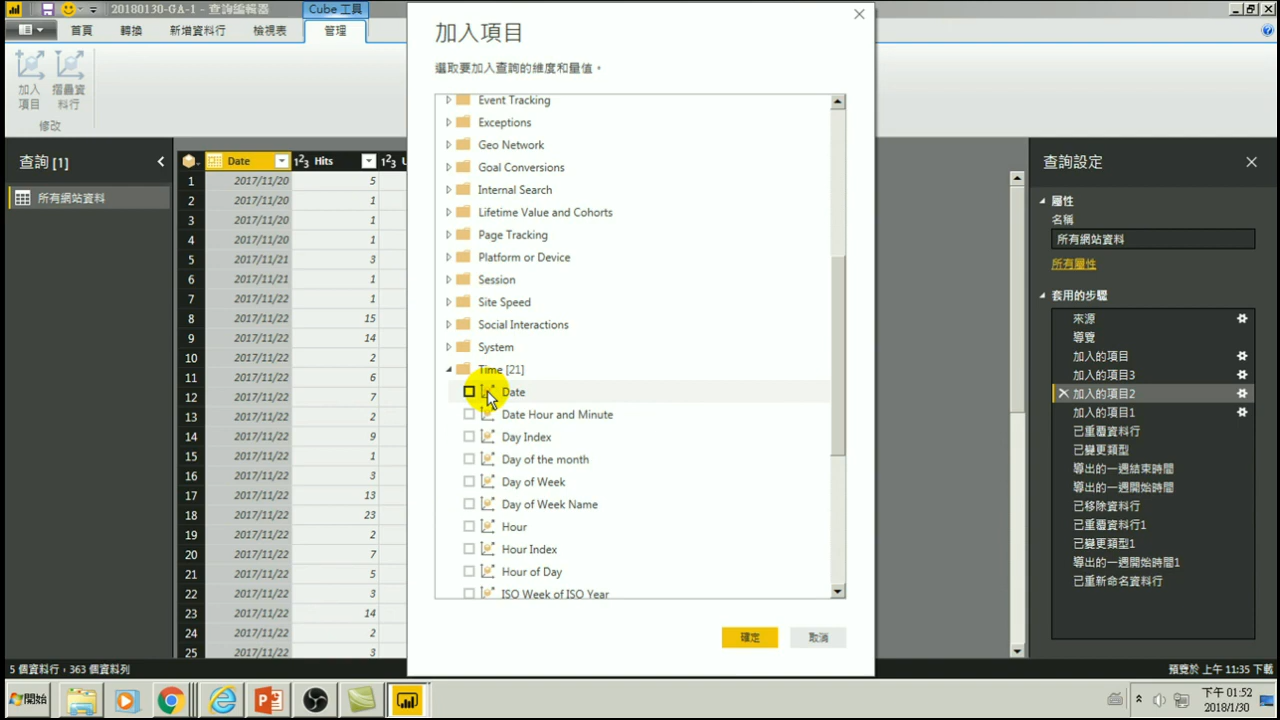 20180130-GA-1 - 查詢編輯器
Cube 工具
首頁
轉換
新增資料行
檢視表
管理
加入項目
摺疊資料行
修改
查詢 [1]
所有網站資料
Date
1²3 Hits
1²3 U
1 2017/11/20 5
2 2017/11/20 1
3 2017/11/20 1
4 2017/11/20 1
5 2017/11/21 3
6 2017/11/21 1
7 2017/11/22 1
8 2017/11/22 15
9 2017/11/22 14
10 2017/11/22 2
11 2017/11/22 6
12 2017/11/22 7
13 2017/11/22 2
14 2017/11/22 9
15 2017/11/22 1
16 2017/11/22 3
17 2017/11/22 13
18 2017/11/22 23
19 2017/11/22 2
20 2017/11/22 7
21 2017/11/22 5
22 2017/11/22 3
23 2017/11/22 14
24 2017/11/22 2
25 2017/11/22 3
加入項目
選取要加入查詢的維度和量值。
Event Tracking
Exceptions
Geo Network
Goal Conversions
Internal Search
Lifetime Value and Cohorts
Page Tracking
Platform or Device
Session
Site Speed
Social Interactions
System
Time [21]
Date
Date Hour and Minute
Day Index
Day of the month
Day of Week
Day of Week Name
Hour
Hour Index
Hour of Day
ISO Week of ISO Year
確定
取消
查詢設定
屬性
名稱
所有網站資料
所有屬性
套用的步驟
來源
導覽
加入的項目
加入的項目3
加入的項目2
加入的項目1
已重覆資料行
已變更類型
導出的一週結束時間
導出的一週開始時間
已移除資料行
已重覆資料行1
已變更類型1
導出的一週開始時間1
已重新命名資料行
5 個資料行，363 個資料列
預覽於 上午 11:35 下載
開始
下午 01:52
2018/1/30